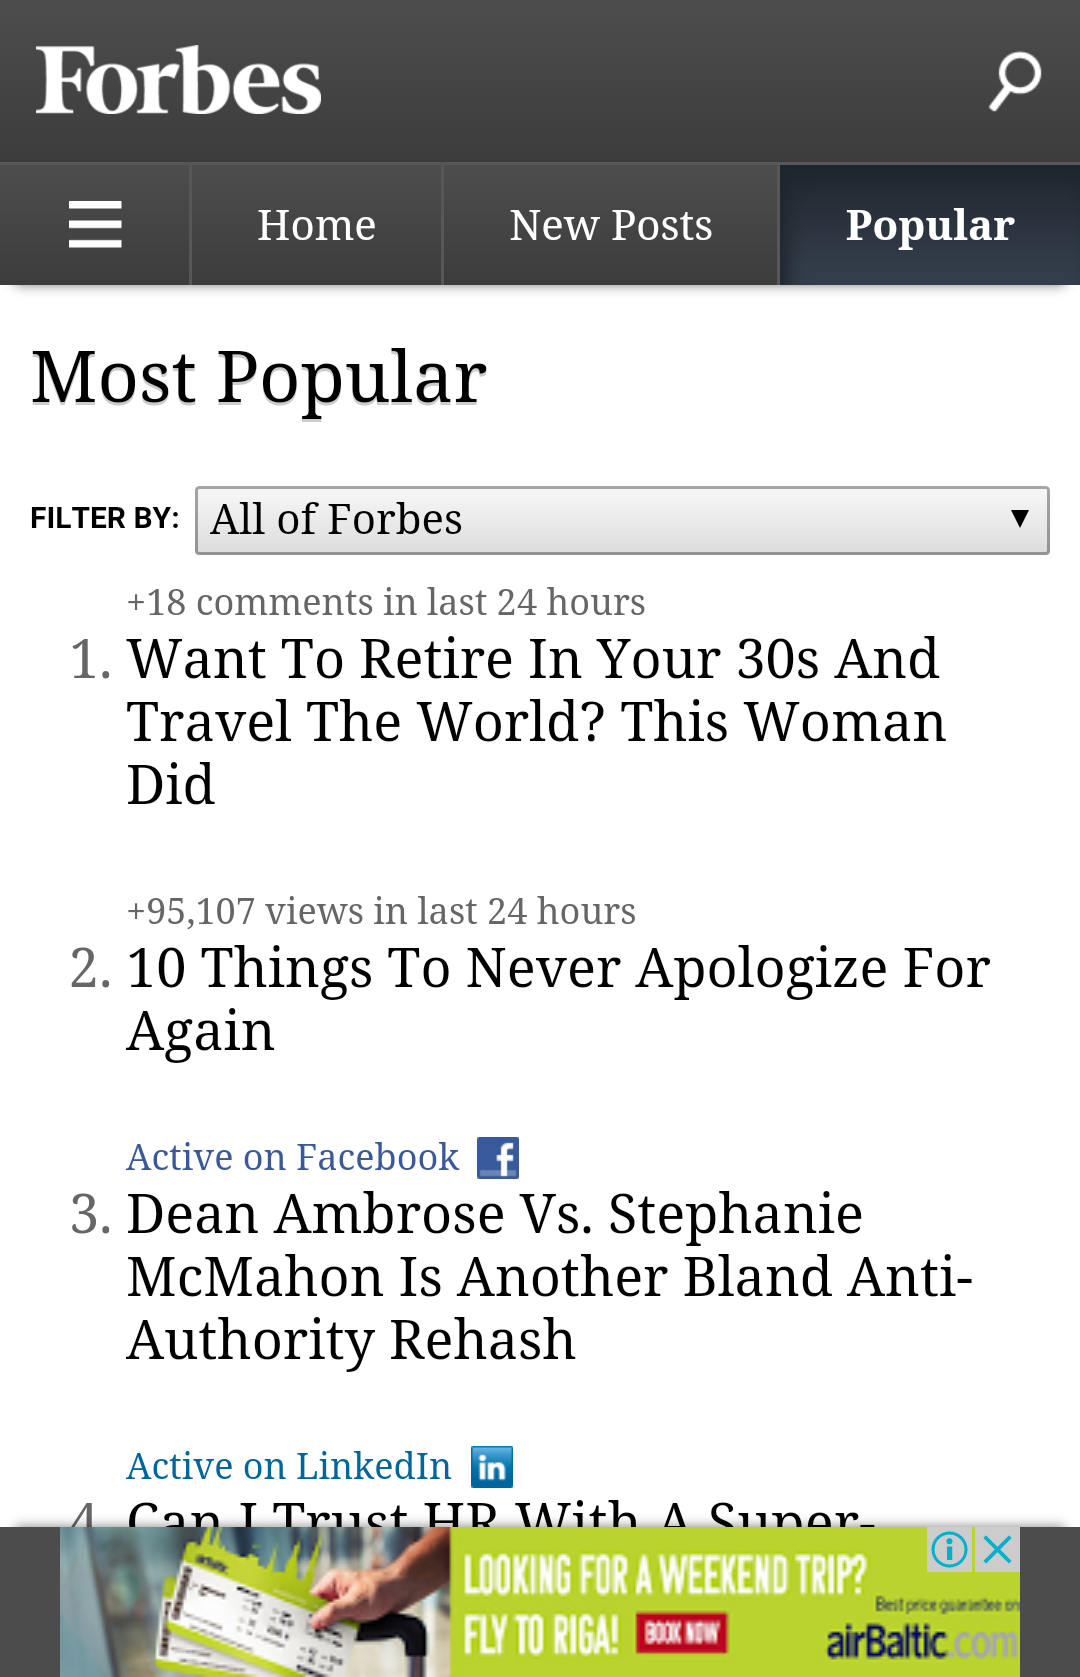 Forbes
Home New Posts Popular
Most Popular
FILTER BY: All of Forbes ▼
+18 comments in last 24 hours
1. Want To Retire In Your 30s And
Travel The World? This Woman
Did
+95,107 views in last 24 hours
2. 10 Things To Never Apologize For
Again
Active on Facebook f
3. Dean Ambrose Vs. Stephanie
McMahon Is Another Bland Anti-
Authority Rehash
Active on LinkedIn in
4. Can I Trust HR With A Super-
LOOKING FOR A WEEKEND TRIP?
FLY TO RIGA! BOOK NOW
Best price guarantee on
airBaltic.com